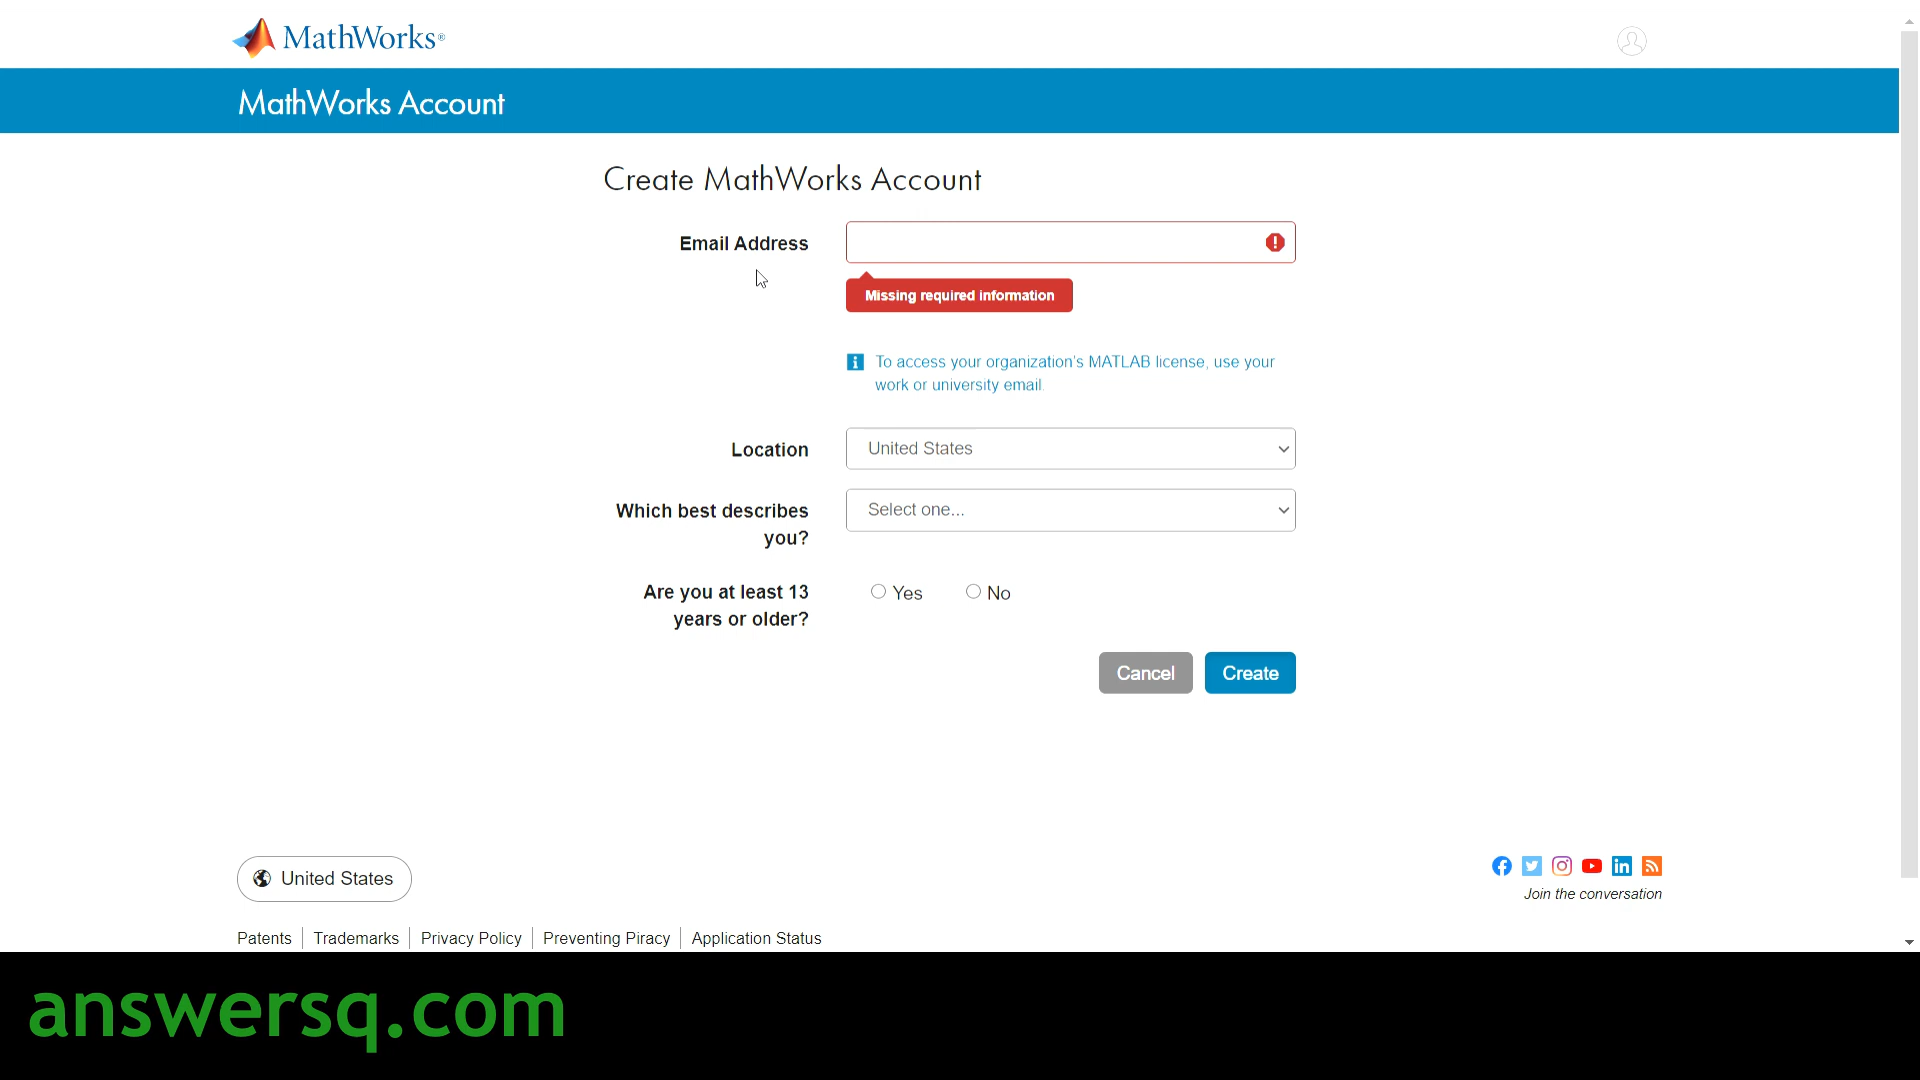 MathWorks®
MathWorks Account
Create MathWorks Account
Email Address
Missing required information
To access your organization's MATLAB license, use your
work or university email.
Location
United States
Which best describes
you?
Select one...
Are you at least 13
years or older?
Yes
No
Cancel
Create
United States
Join the conversation
Patents
Trademarks
Privacy Policy
Preventing Piracy
Application Status
answersq.com